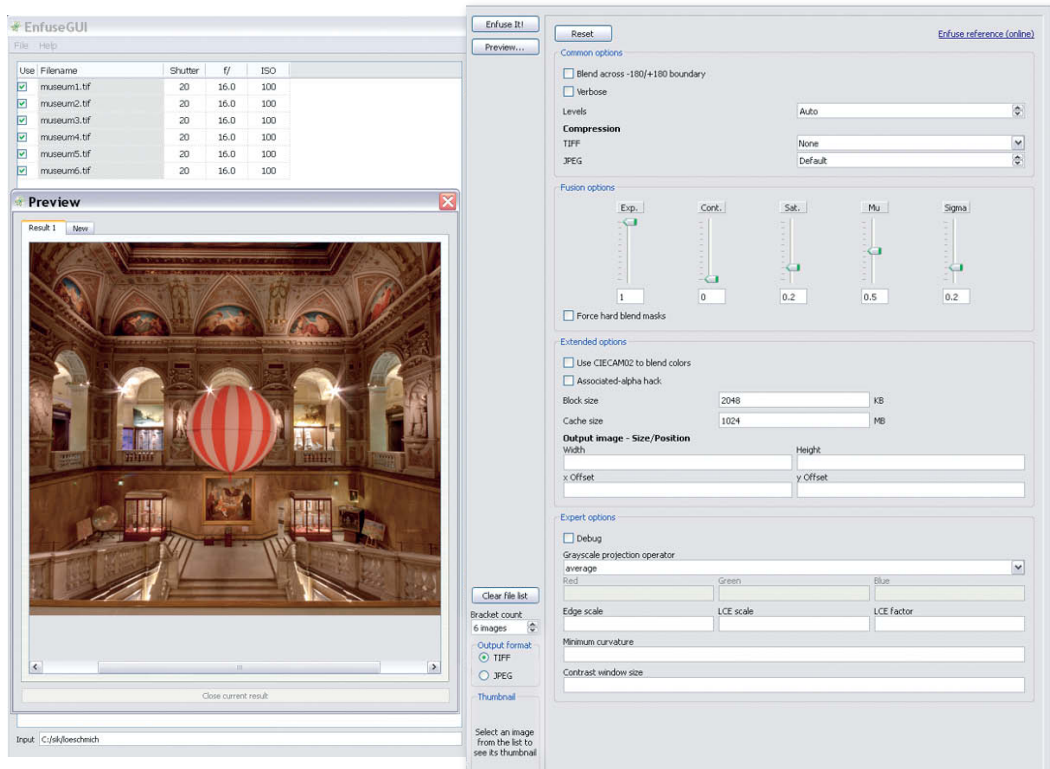 EnfuseGUI
File Help
Use Filename Shutter f/ ISO
museum1.tif 20 16.0 100
museum2.tif 20 16.0 100
museum3.tif 20 16.0 100
museum4.tif 20 16.0 100
museum5.tif 20 16.0 100
museum6.tif 20 16.0 100
Preview
Result 1 New
Close current result
Input C:/sik/loeschmich
Enfuse It!
Preview...
Clear file list
Bracket count
6 images
Output format
TIFF
JPEG
Thumbnail
Select an image
from the list to
see its thumbnail
Reset Enfuse reference (online)
Common options
Blend across -180/+180 boundary
Verbose
Levels Auto
Compression
TIFF None
JPEG Default
Fusion options
Exp. Cont. Sat. Mu Sigma
1 0 0.2 0.5 0.2
Force hard blend masks
Extended options
Use CIECAM02 to blend colors
Associated-alpha hack
Block size 2048 KB
Cache size 1024 MB
Output image - Size/Position
Width Height
x Offset y Offset
Expert options
Debug
Grayscale projection operator
average
Red Green Blue
Edge scale LCE scale LCE factor
Minimum curvature
Contrast window size